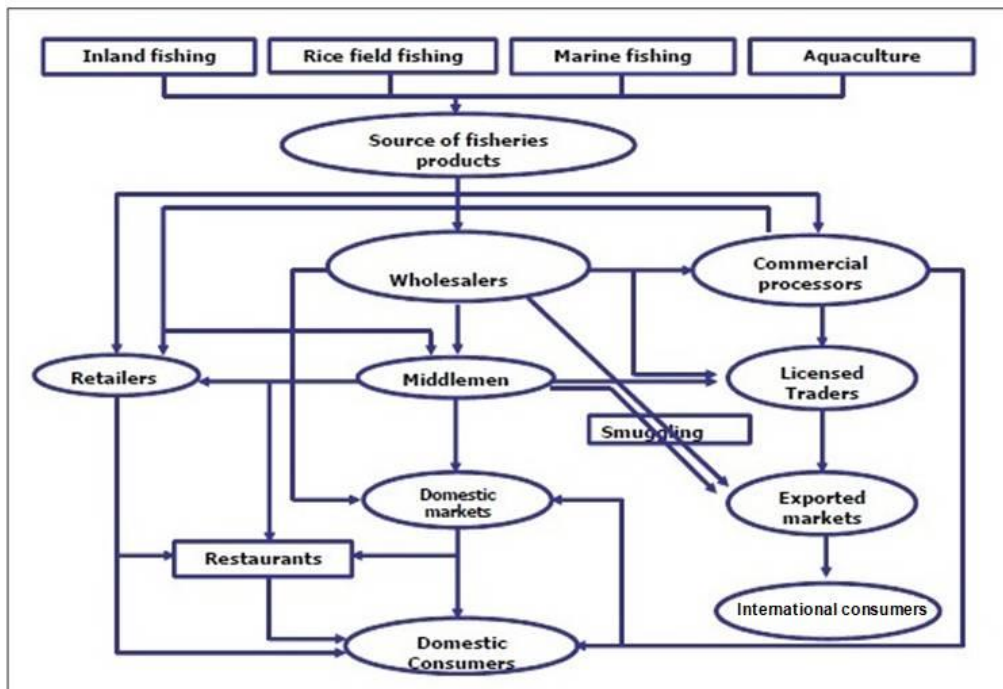 Inland fishing
Rice field fishing
Marine fishing
Aquaculture
Source of fisheries
products
Wholesalers
Commercial
processors
Retailers
Middlemen
Licensed
Traders
Smuggling
Domestic
markets
Exported
markets
Restaurants
International consumers
Domestic
Consumers